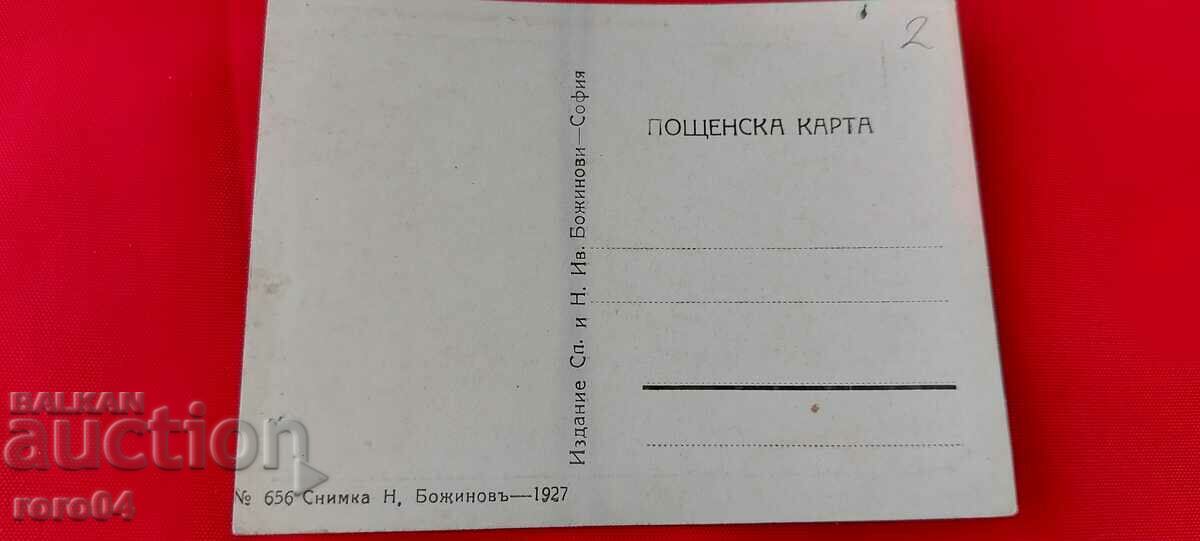 2
ПОЩЕНСКА КАРТА
Издание Сп. и Н. Ив. Божинови—София
№ 656 Снимка Н, Божиновъ—1927
BALKAN
auction
roro04